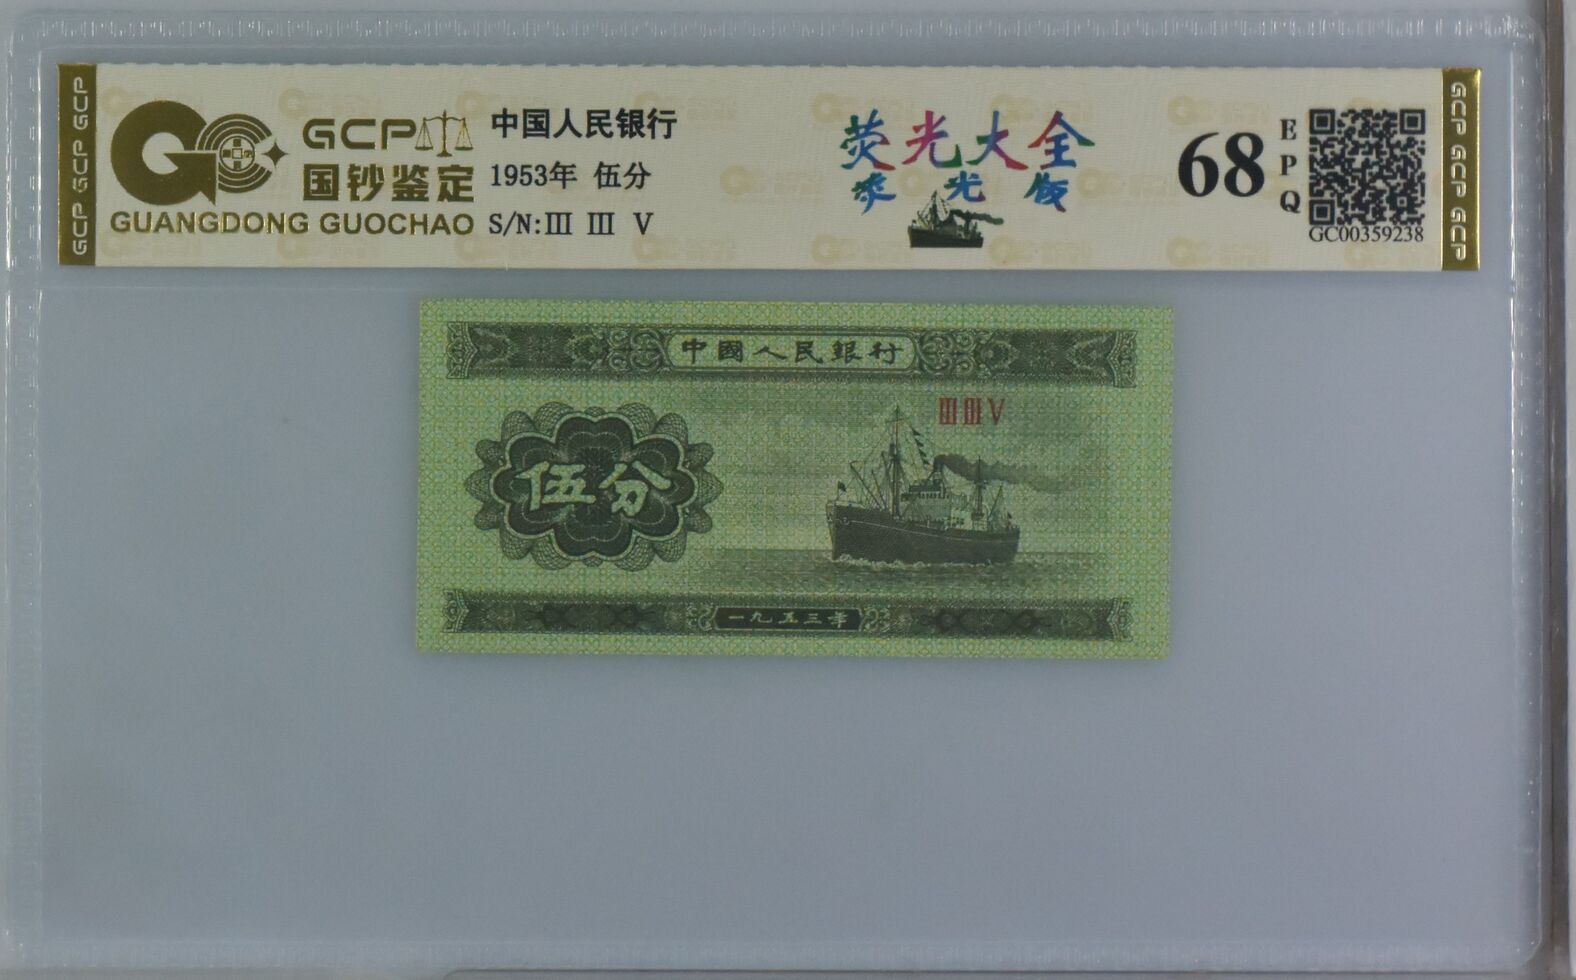 GCP GCP GCP
GCP
国钞鉴定
GUANGDONG GUOCHAO
中国人民银行
1953年 伍分
S/N:Ⅲ Ⅲ Ⅴ
荧光大全
光 版
68
EPQ
GC00359238
GCP GCP GCP
中國人民銀行
ⅢⅢⅤ
伍分
一九五三年